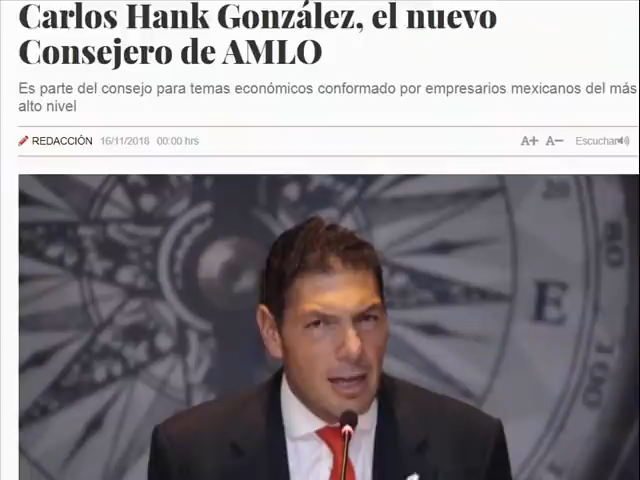 Carlos Hank González, el nuevo
Consejero de AMLO
Es parte del consejo para temas económicos conformado por empresarios mexicanos del más
alto nivel
REDACCIÓN 16/11/2018 00:00 hrs A+ A− Escuchar
E
100